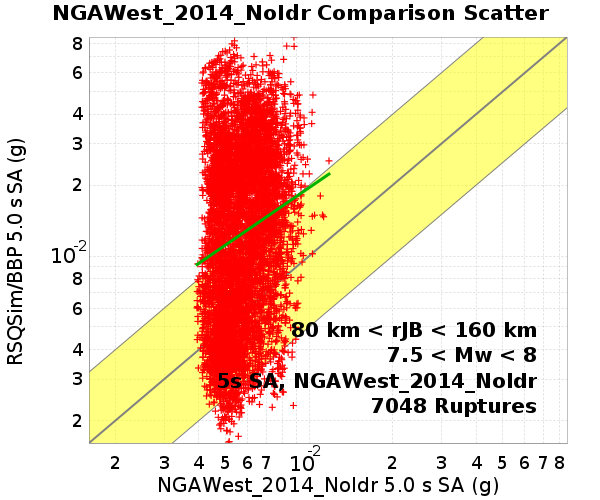 NGAWest_2014_NoIdr Comparison Scatter
8
6
4
3
2
10-2
8
6
4
3
2
RSQSim/BBP 5.0 s SA (g)
80 km < rJB < 160 km
7.5 < Mw < 8
5s SA, NGAWest_2014_NoIdr
7048 Ruptures
2 3 4 5 6 7 10-2 2 3 4 5 6 7 8
NGAWest_2014_NoIdr 5.0 s SA (g)